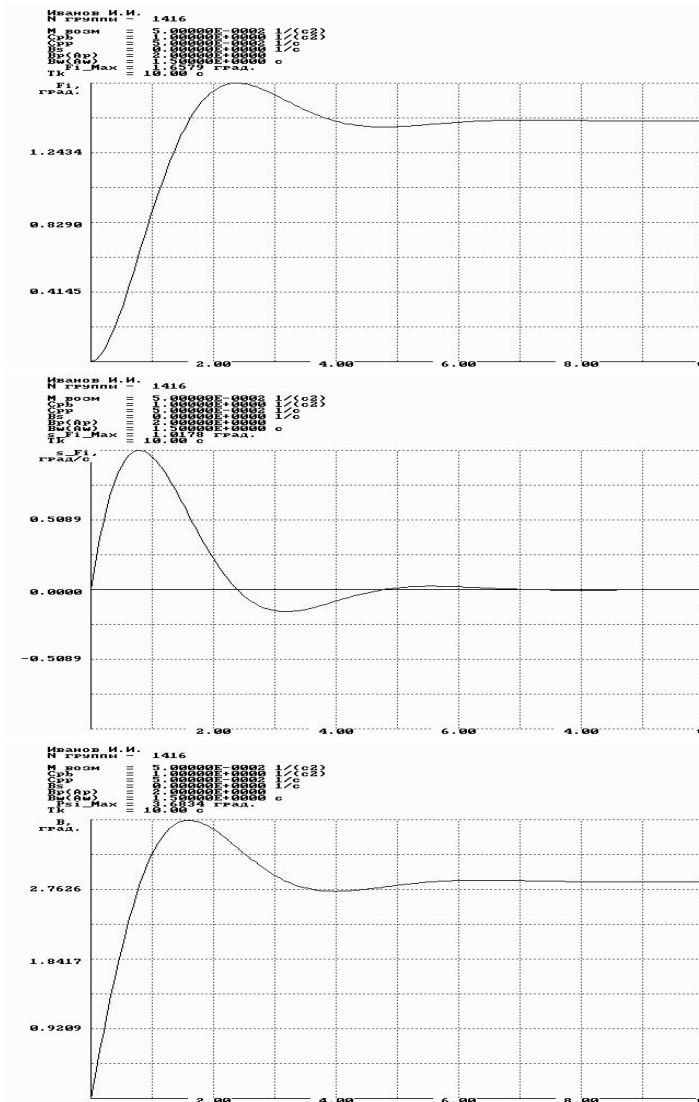 Иванов И.И.
N группы - 1416
M возм = 5.00000E-0002 1/(c2)
Cpb = 1.00000E+0000 1/(c2)
Cpp = 5.00000E-0002 1/c
Bs = 0.00000E+0000 1/c
Bp(Ap) = 2.00000E+0000
Bw(Aw) = 1.50000E+0000 c
Fi_Max = 1.6579 град.
Tk = 10.00 c
Fi,
град.
1.2434
0.8290
0.4145
2.00 4.00 6.00 8.00
Иванов И.И.
N группы - 1416
M возм = 5.00000E-0002 1/(c2)
Cpb = 1.00000E+0000 1/(c2)
Cpp = 5.00000E-0002 1/c
Bs = 0.00000E+0000 1/c
Bp(Ap) = 2.00000E+0000
Bw(Aw) = 1.50000E+0000 c
s_Fi_Max = 1.0178 град.
Tk = 10.00 c
s_Fi,
град/с
0.5089
0.0000
-0.5089
2.00 4.00 6.00 4.00
Иванов И.И.
N группы - 1416
M возм = 5.00000E-0002 1/(c2)
Cpb = 1.00000E+0000 1/(c2)
Cpp = 5.00000E-0002 1/c
Bs = 0.00000E+0000 1/c
Bp(Ap) = 2.00000E+0000
Bw(Aw) = 1.50000E+0000 c
Psi_Max = 3.6834 град.
Tk = 10.00 c
B,
град.
2.7626
1.8417
0.9209
2.00 4.00 6.00 8.00